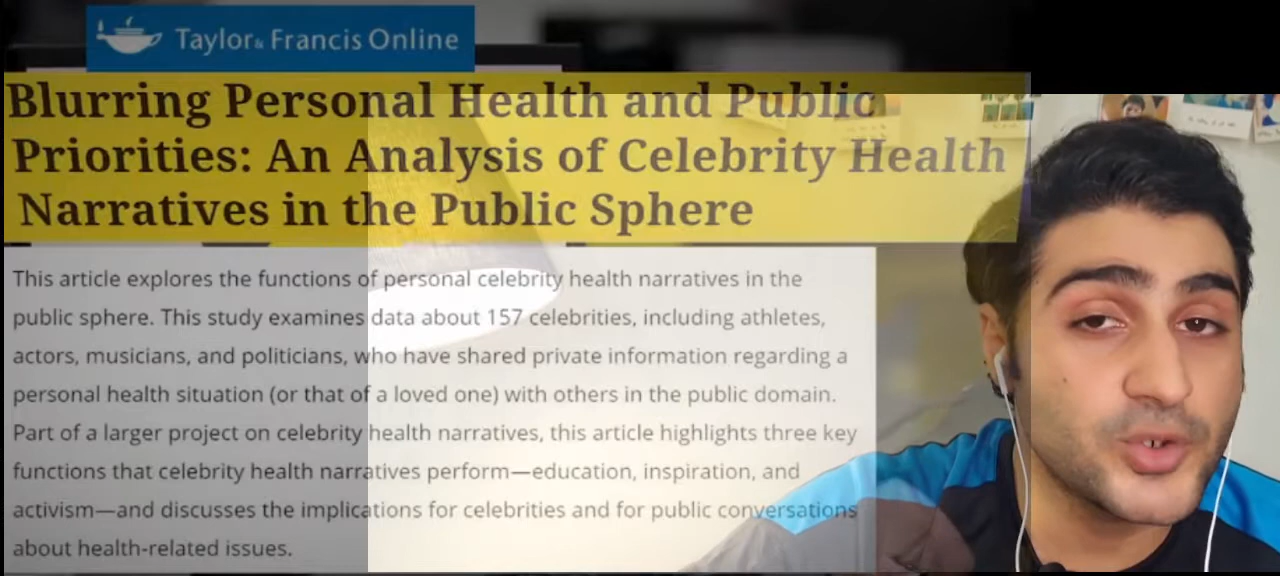 Taylor & Francis Online
Blurring Personal Health and Public
Priorities: An Analysis of Celebrity Health
Narratives in the Public Sphere
This article explores the functions of personal celebrity health narratives in the
public sphere. This study examines data about 157 celebrities, including athletes,
actors, musicians, and politicians, who have shared private information regarding a
personal health situation (or that of a loved one) with others in the public domain.
Part of a larger project on celebrity health narratives, this article highlights three key
functions that celebrity health narratives perform—education, inspiration, and
activism—and discusses the implications for celebrities and for public conversations
about health-related issues.